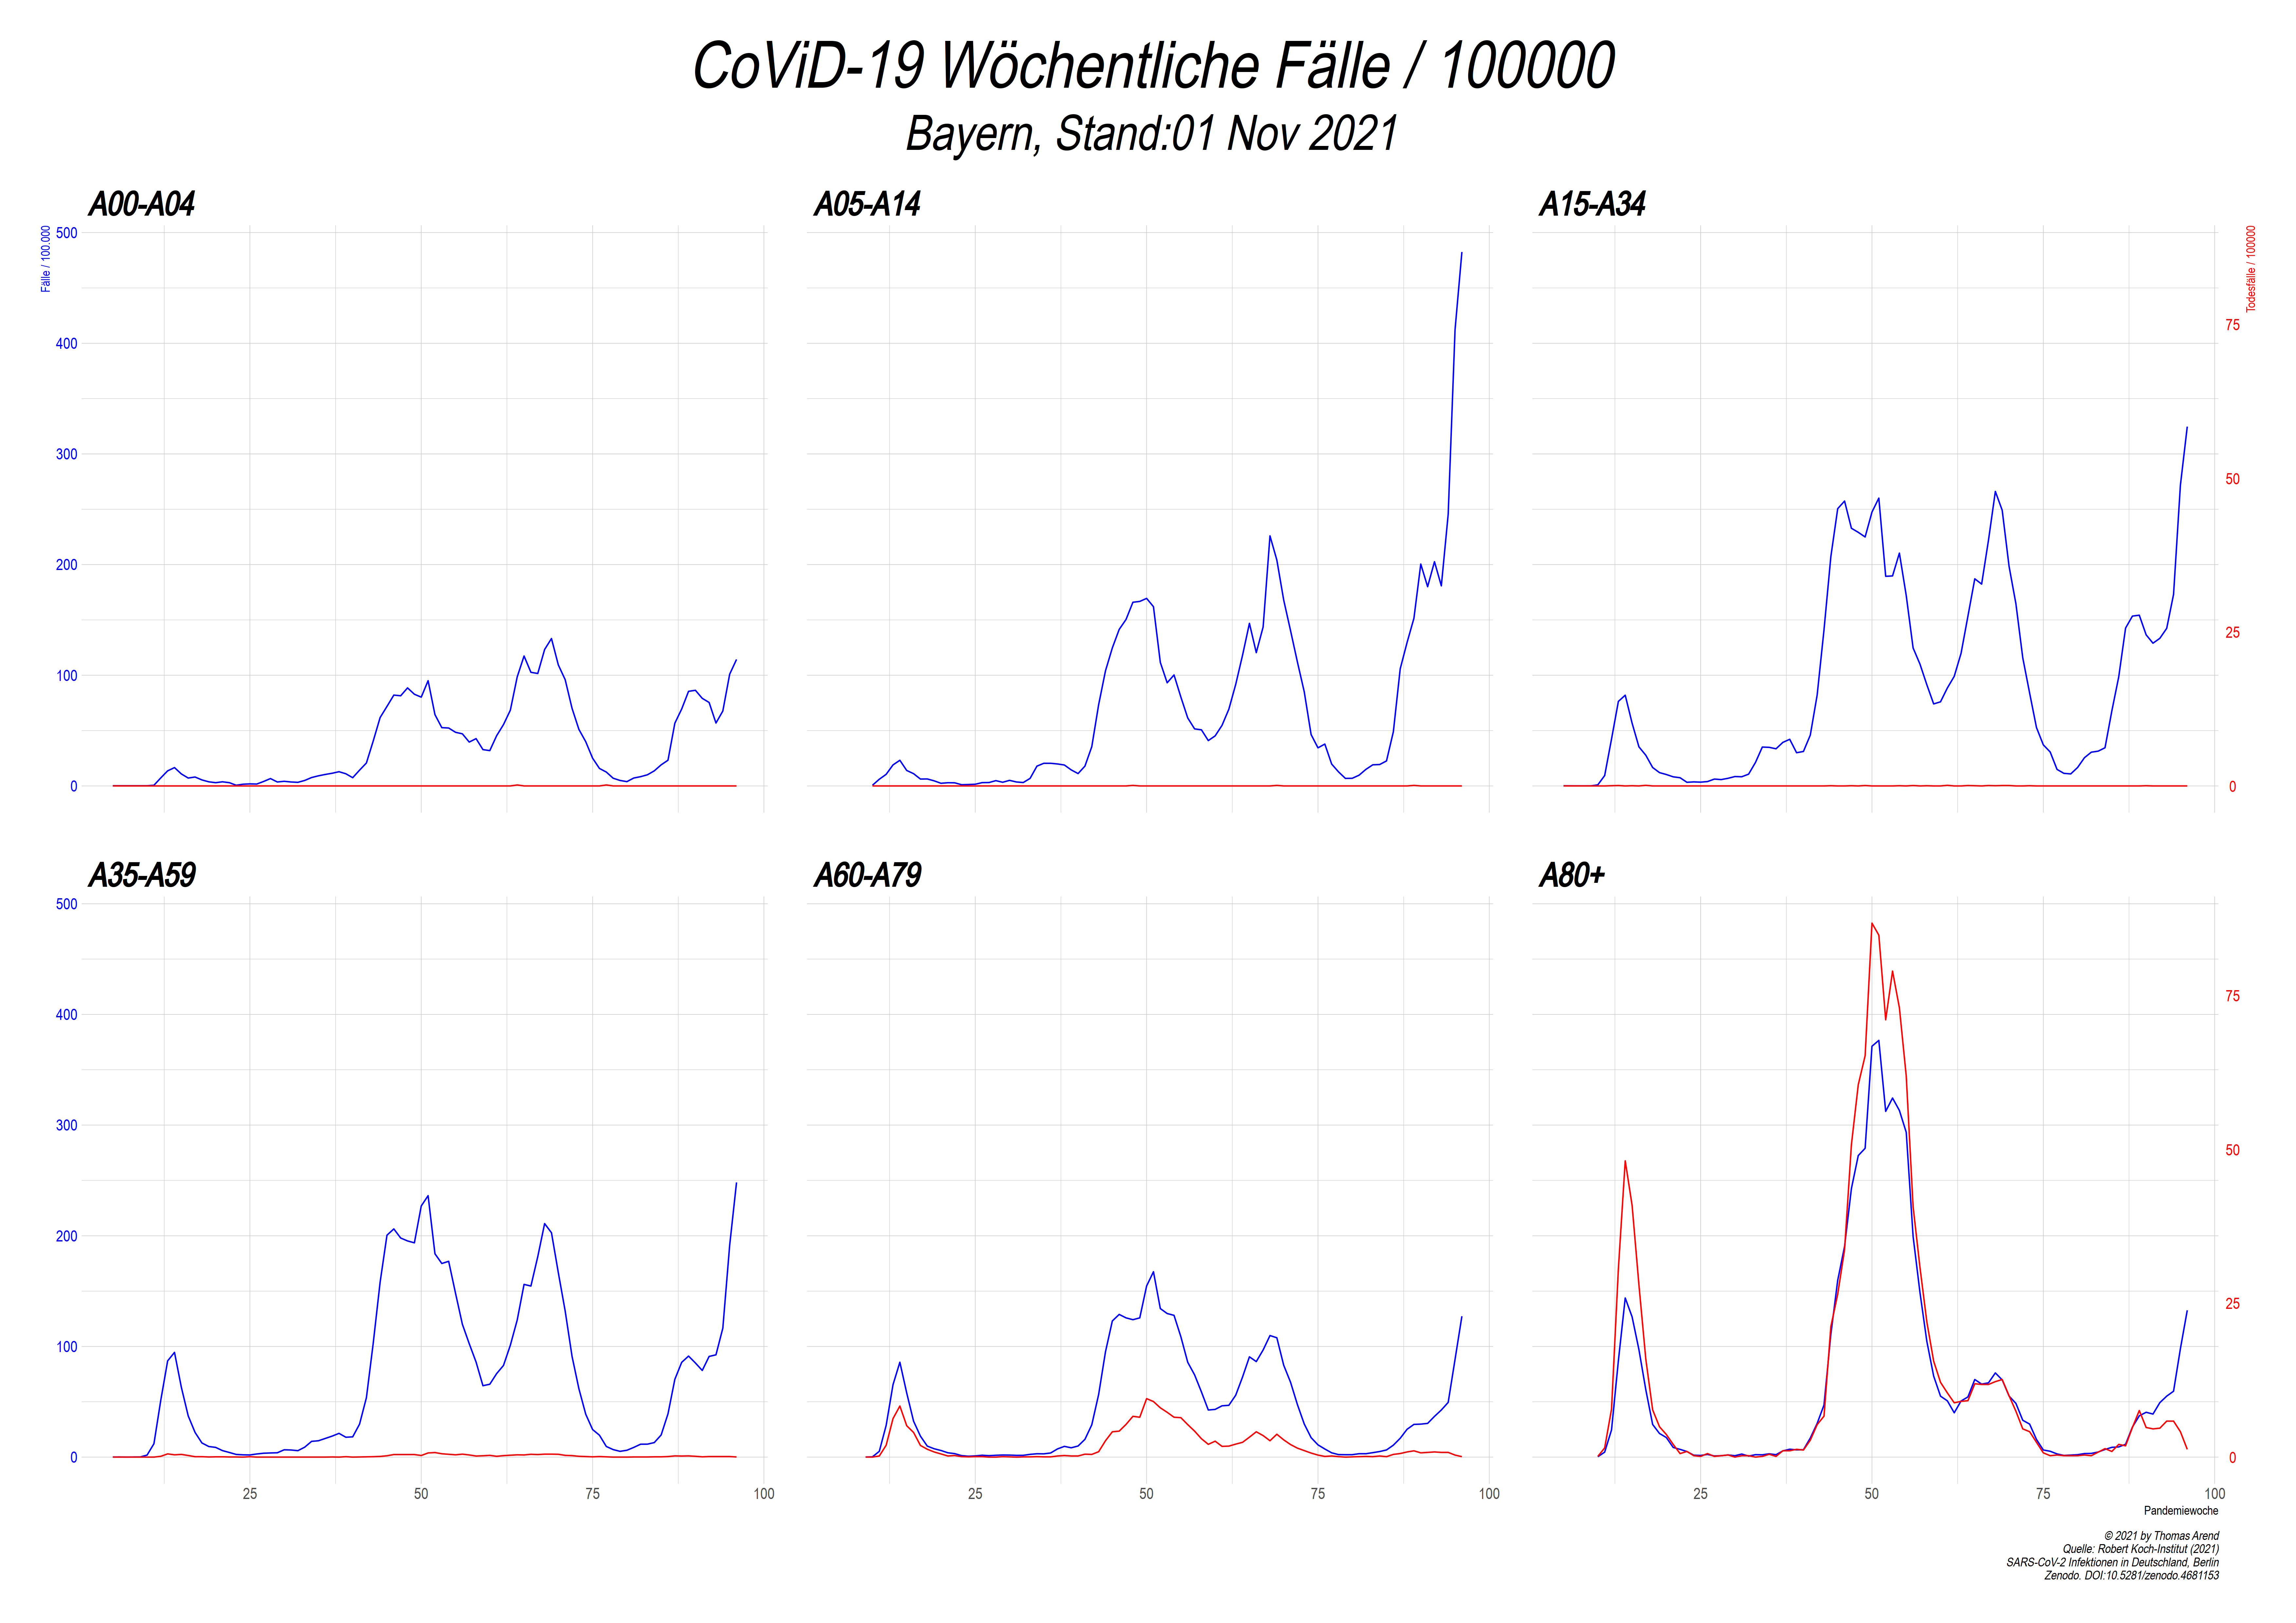 CoViD-19 Wöchentliche Fälle / 100000
Bayern, Stand:01 Nov 2021
A00-A04
A05-A14
A15-A34
Fälle / 100.000
500
400
300
200
100
0
Todesfälle / 100000
75
50
25
0
A35-A59
A60-A79
A80+
500
400
300
200
100
0
75
50
25
0
25 50 75 100
25 50 75 100
25 50 75 100
Pandemiewoche
© 2021 by Thomas Arend
Quelle: Robert Koch-Institut (2021)
SARS-CoV-2 Infektionen in Deutschland, Berlin
Zenodo. DOI:10.5281/zenodo.4681153